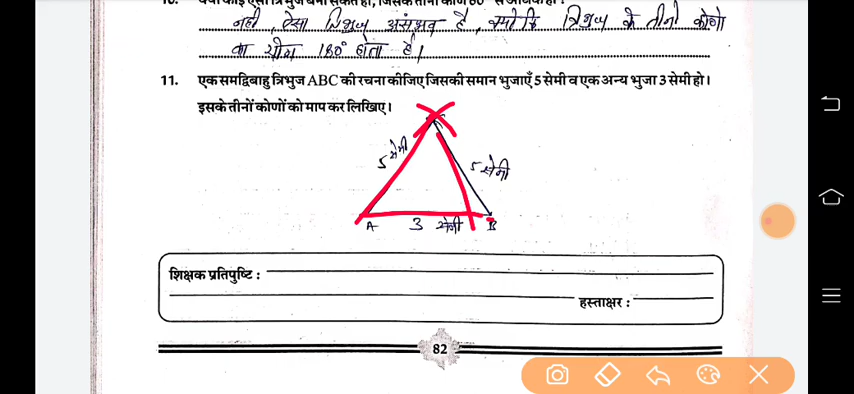 नही, ऐसा त्रिभुज असंभव है, क्योकि त्रिभुज के तीनो कोणो
का योग 180° होता है।
11. एक समद्विबाहु त्रिभुज ABC की रचना कीजिए जिसकी समान भुजाएँ 5 सेमी व एक अन्य भुजा 3 सेमी हो।
इसके तीनों कोणों को माप कर लिखिए।
5 सेमी
5 सेमी
A 3 सेमी B
शिक्षक प्रतिपुष्टि :
हस्ताक्षर :
82